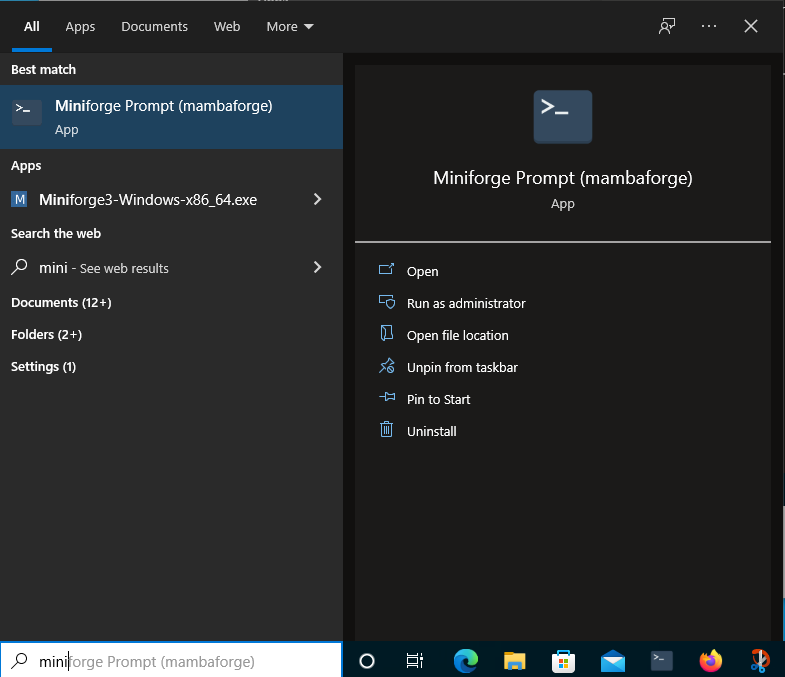 All Apps Documents Web More
Best match
Miniforge Prompt (mambaforge)
App
Apps
M Miniforge3-Windows-x86_64.exe
Search the web
mini - See web results
Documents (12+)
Folders (2+)
Settings (1)
Miniforge Prompt (mambaforge)
App
Open
Run as administrator
Open file location
Unpin from taskbar
Pin to Start
Uninstall
miniforge Prompt (mambaforge)